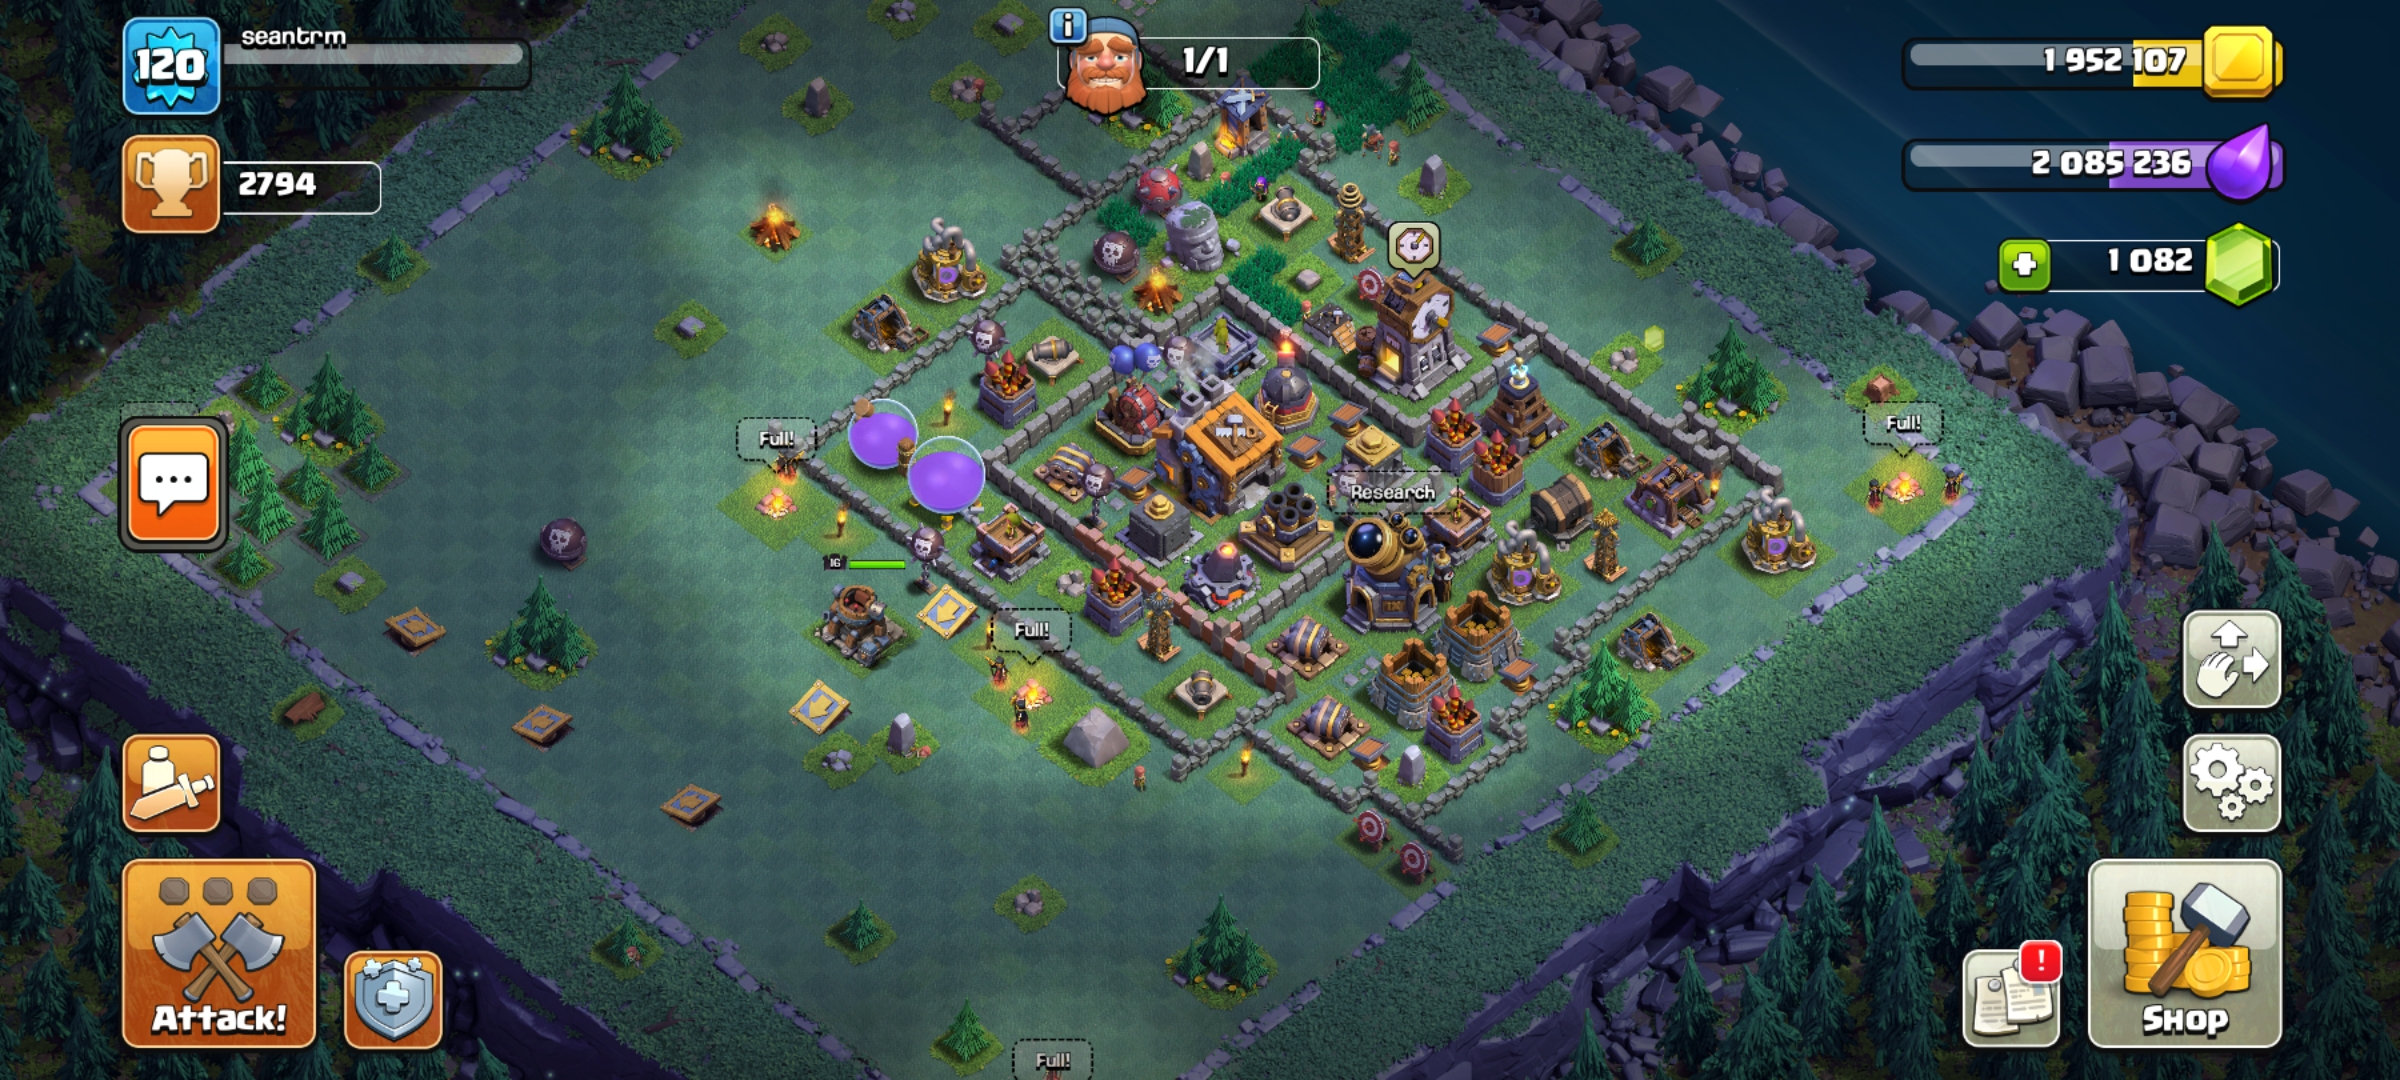 120
seantrm
i
1/1
1 952 107
2794
2 085 236
1 082
Full!
Full!
Research
16
Full!
!
Attack!
Shop
Full!